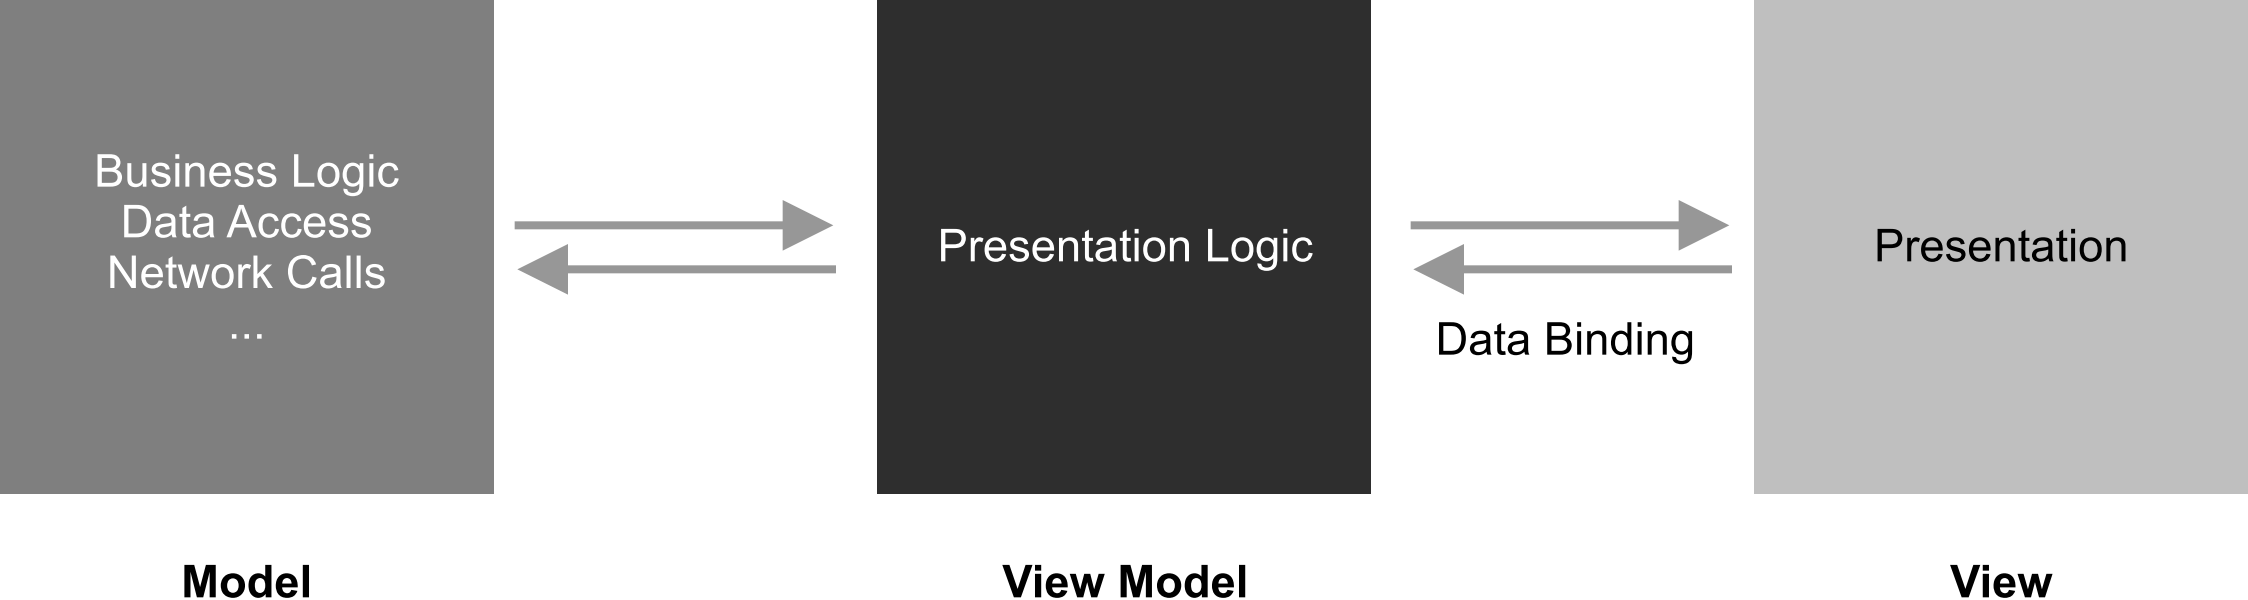 Business Logic
Data Access
Network Calls
...
Presentation Logic
Data Binding
Presentation
Model
View Model
View